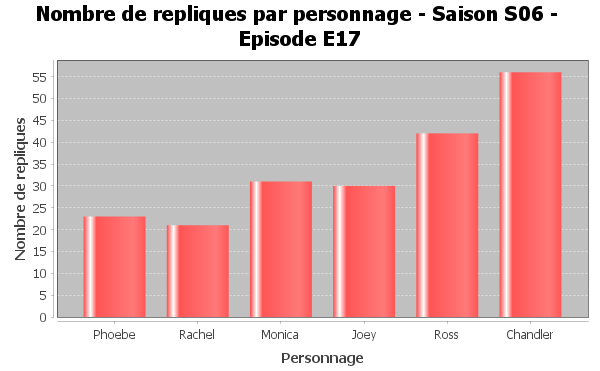 Nombre de repliques par personnage - Saison S06 -
Episode E17
Nombre de repliques
55
50
45
40
35
30
25
20
15
10
5
0
Phoebe Rachel Monica Joey Ross Chandler
Personnage